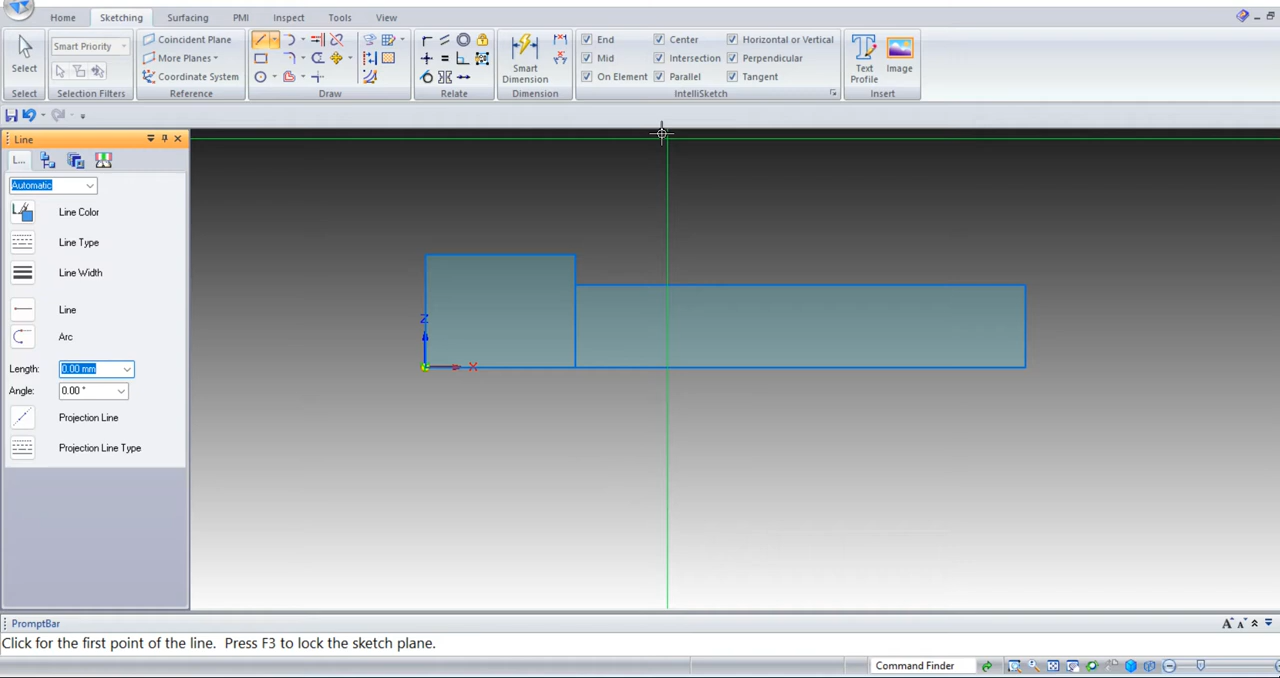 Home Sketching Surfacing PMI Inspect Tools View
Select
Select
Smart Priority
Selection Filters
Coincident Plane
More Planes
Coordinate System
Reference
Draw
Relate
Smart
Dimension
Dimension
End Center Horizontal or Vertical
Mid Intersection Perpendicular
On Element Parallel Tangent
IntelliSketch
Text
Profile
Image
Insert
Line
L...
Automatic
Line Color
Line Type
Line Width
Line
Arc
Length: 0.00 mm
Angle: 0.00 °
Projection Line
Projection Line Type
Z
X
PromptBar
Click for the first point of the line. Press F3 to lock the sketch plane.
Command Finder